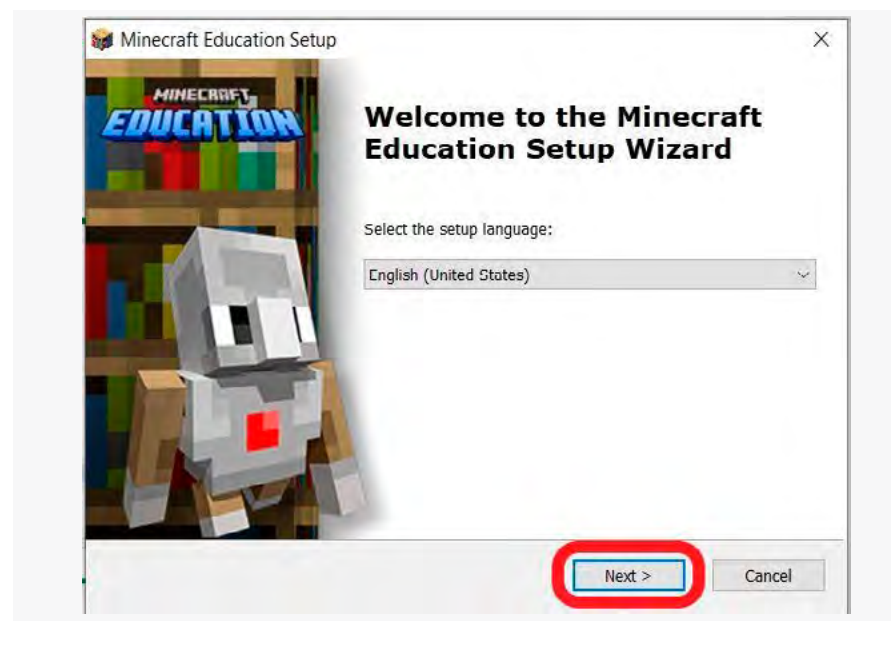 Minecraft Education Setup
MINECRAFT
EDUCATION
Welcome to the Minecraft
Education Setup Wizard
Select the setup language:
English (United States)
Next >
Cancel